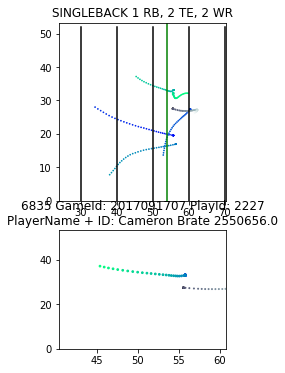 SINGLEBACK 1 RB, 2 TE, 2 WR
50
40
30
20
10
0
30 40 50 60 70
6835 GameId: 2017091707 PlayId: 2227
PlayerName + ID: Cameron Brate 2550656.0
40
20
0
45 50 55 60